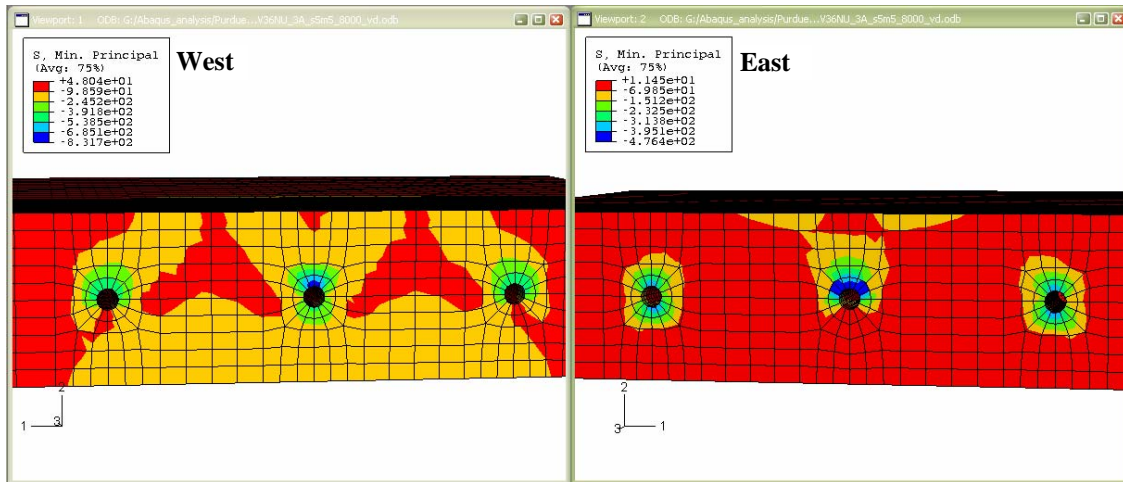 Viewport: 1 ODB: G:/Abaqus_analysis/Purdue...V36NU_3A_s5m5_8000_vd.odb
S, Min. Principal
(Avg: 75%)
+4.804e+01
-9.859e+01
-2.452e+02
-3.918e+02
-5.385e+02
-6.851e+02
-8.317e+02
West
2
1
3
Viewport: 2 ODB: G:/Abaqus_analysis/Purdue...V36NU_3A_s5m5_8000_vd.odb
S, Min. Principal
(Avg: 75%)
+1.145e+01
-6.985e+01
-1.512e+02
-2.325e+02
-3.138e+02
-3.951e+02
-4.764e+02
East
2
3
1